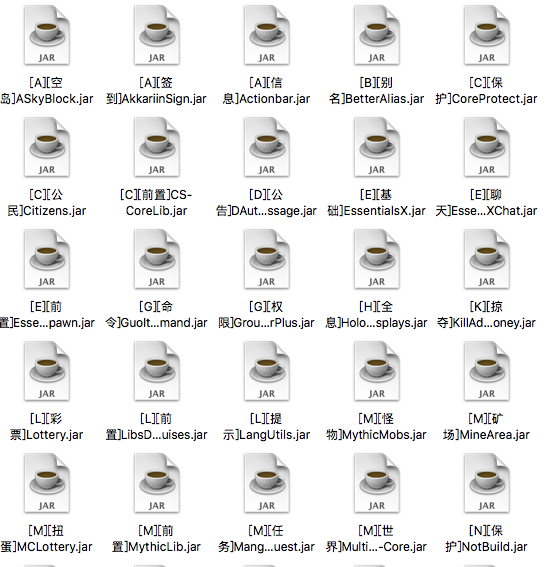 JAR JAR JAR JAR JAR
[A][空 [A][签 [A][信 [B][别 [C][保
岛]ASkyBlock.jar 到]AkkariinSign.jar 息]Actionbar.jar 名]BetterAlias.jar 护]CoreProtect.jar
JAR JAR JAR JAR JAR
[C][公 [C][前置]CS- [D][公 [E][基 [E][聊
民]Citizens.jar CoreLib.jar 告]DAut...ssage.jar 础]EssentialsX.jar 天]Esse...XChat.jar
JAR JAR JAR JAR JAR
[E][前 [G][命 [G][权 [H][全 [K][掠
置]Esse...pawn.jar 令]GuoIt...mand.jar 限]Grou...rPlus.jar 息]Holo...splays.jar 夺]KillAd...oney.jar
JAR JAR JAR JAR JAR
[L][彩 [L][前 [L][提 [M][怪 [M][矿
票]Lottery.jar 置]LibsD...uises.jar 示]LangUtils.jar 物]MythicMobs.jar 场]MineArea.jar
JAR JAR JAR JAR JAR
[M][扭 [M][前 [M][任 [M][世 [N][保
蛋]MCLottery.jar 置]MythicLib.jar 务]Mang...uest.jar 界]Multi...-Core.jar 护]NotBuild.jar